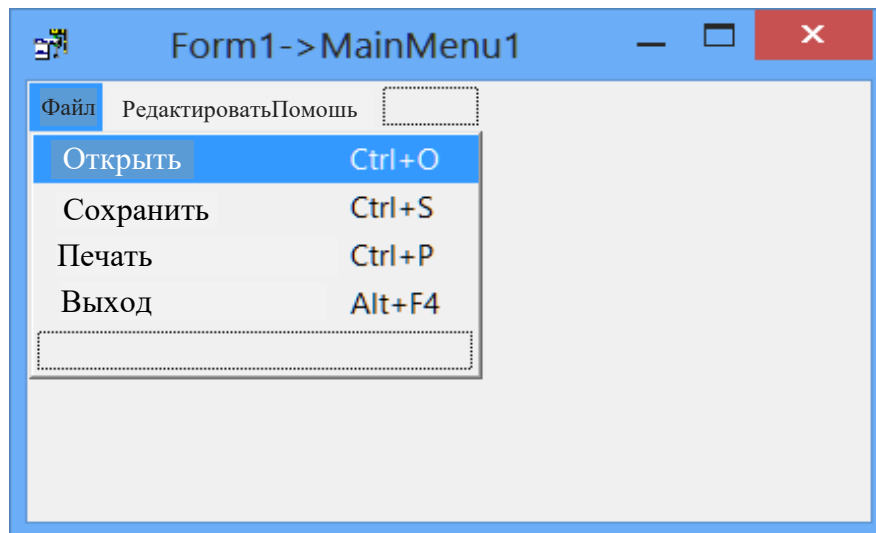 Form1->MainMenu1
Файл РедактироватьПомошь
Открыть Ctrl+O
Сохранить Ctrl+S
Печать Ctrl+P
Выход Alt+F4